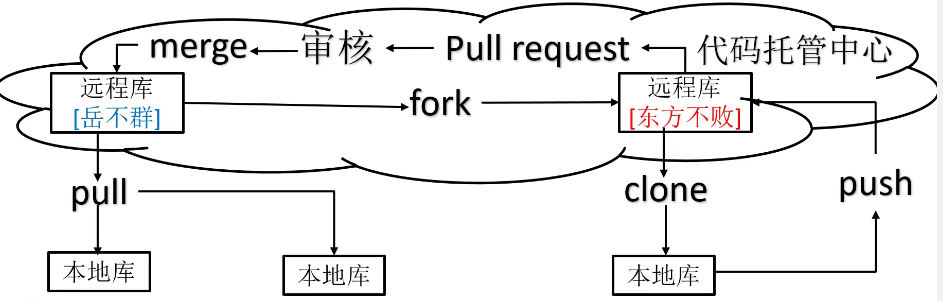 merge
审核
Pull request
代码托管中心
远程库
[岳不群]
fork
远程库
[东方不败]
pull
clone
push
本地库
本地库
本地库